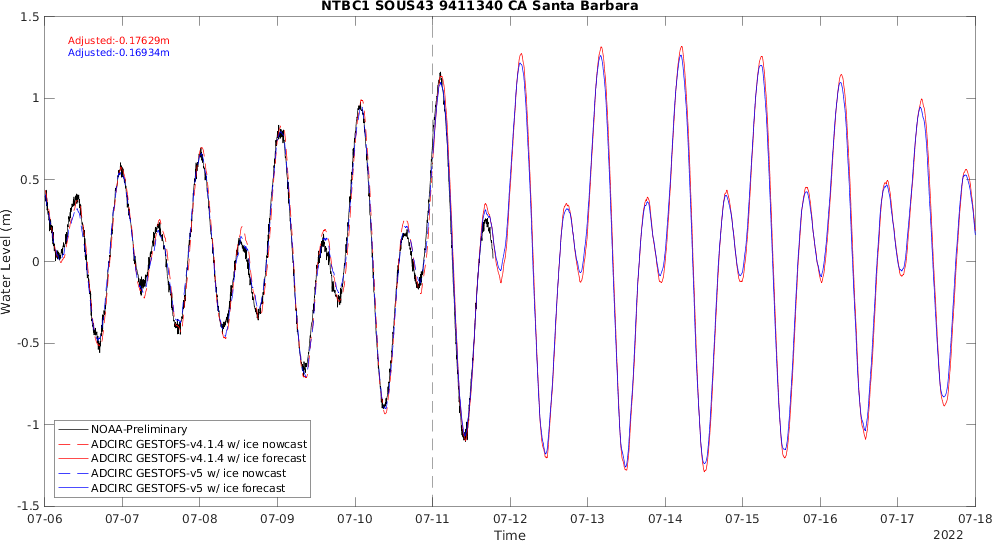 NTBC1 SOUS43 9411340 CA Santa Barbara
Adjusted:-0.17629m
Adjusted:-0.16934m
1.5
1
0.5
0
-0.5
-1
-1.5
Water Level (m)
NOAA-Preliminary
ADCIRC GESTOFS-v4.1.4 w/ ice nowcast
ADCIRC GESTOFS-v4.1.4 w/ ice forecast
ADCIRC GESTOFS-v5 w/ ice nowcast
ADCIRC GESTOFS-v5 w/ ice forecast
07-06 07-07 07-08 07-09 07-10 07-11 07-12 07-13 07-14 07-15 07-16 07-17 07-18
Time
2022